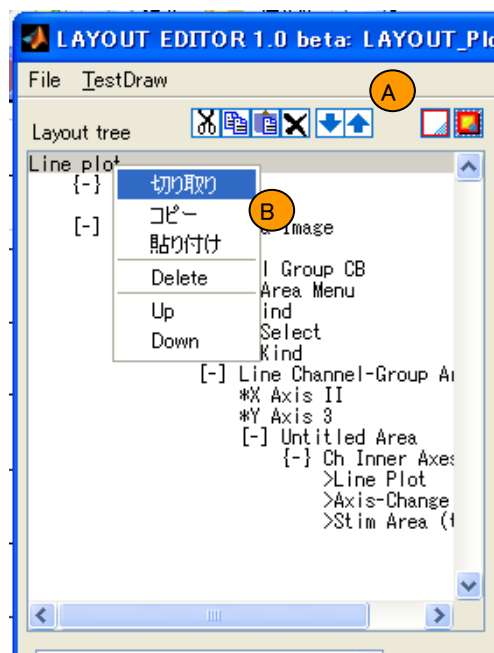 LAYOUT EDITOR 1.0 beta: LAYOUT_Plo
File TestDraw
A
Layout tree
Line plot
{-}
切り取り
コピー
B
[-] Image
貼り付け
Delete
l Group CB
Area Menu
Up
ind
Down
Select
Kind
[-] Line Channel-Group A
*X Axis II
*Y Axis 3
[-] Untitled Area
{-} Ch Inner Axes
>Line Plot
>Axis-Change
>Stim Area (